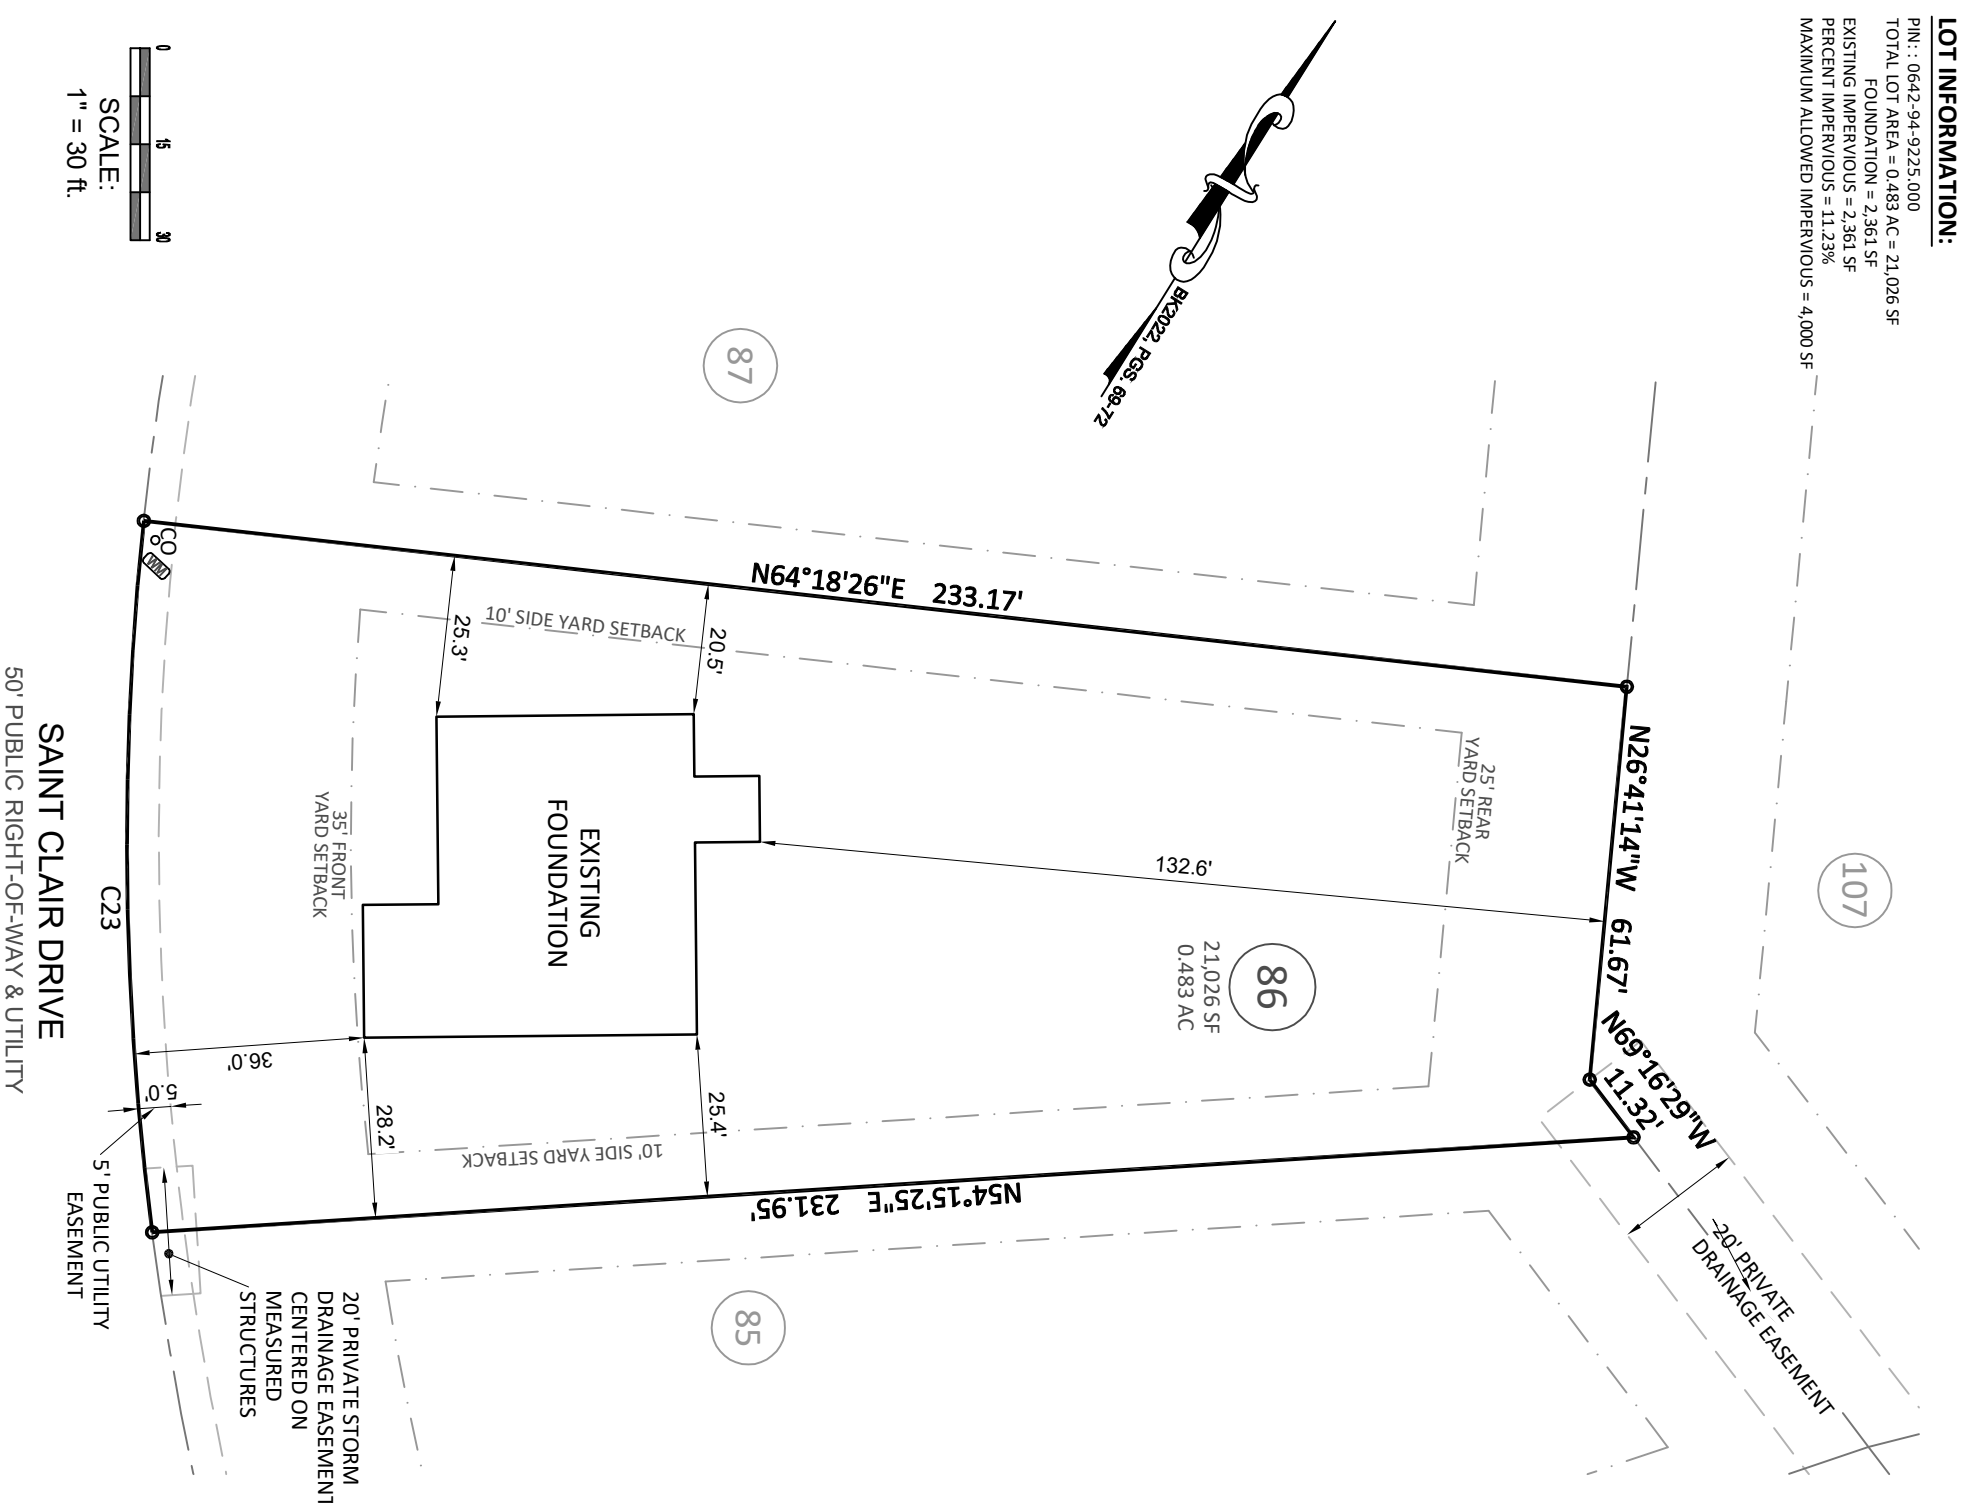 LOT INFORMATION:
PIN: : 0642-94-9225.000
TOTAL LOT AREA = 0.483 AC = 21,026 SF
FOUNDATION = 2,361 SF
EXISTING IMPERVIOUS = 2,361 SF
PERCENT IMPERVIOUS = 11.23%
MAXIMUM ALLOWED IMPERVIOUS = 4,000 SF
BK2022, PGS. 69-72
107
N26°41'14"W 61.67'
N69°16'29"W
11.32'
20' PRIVATE
DRAINAGE EASEMENT
25' REAR
YARD SETBACK
87
N64°18'26"E 233.17'
10' SIDE YARD SETBACK
132.6'
86
21,026 SF
0.483 AC
20.5'
25.3'
EXISTING
FOUNDATION
25.4'
28.2'
10' SIDE YARD SETBACK
N54°15'25"E 231.95'
85
35' FRONT
YARD SETBACK
36.0'
5.0'
CO
WM
20' PRIVATE STORM
DRAINAGE EASEMENT
CENTERED ON
MEASURED
STRUCTURES
5' PUBLIC UTILITY
EASEMENT
C23
SAINT CLAIR DRIVE
50' PUBLIC RIGHT-OF-WAY & UTILITY
0 15 30
SCALE:
1" = 30 ft.